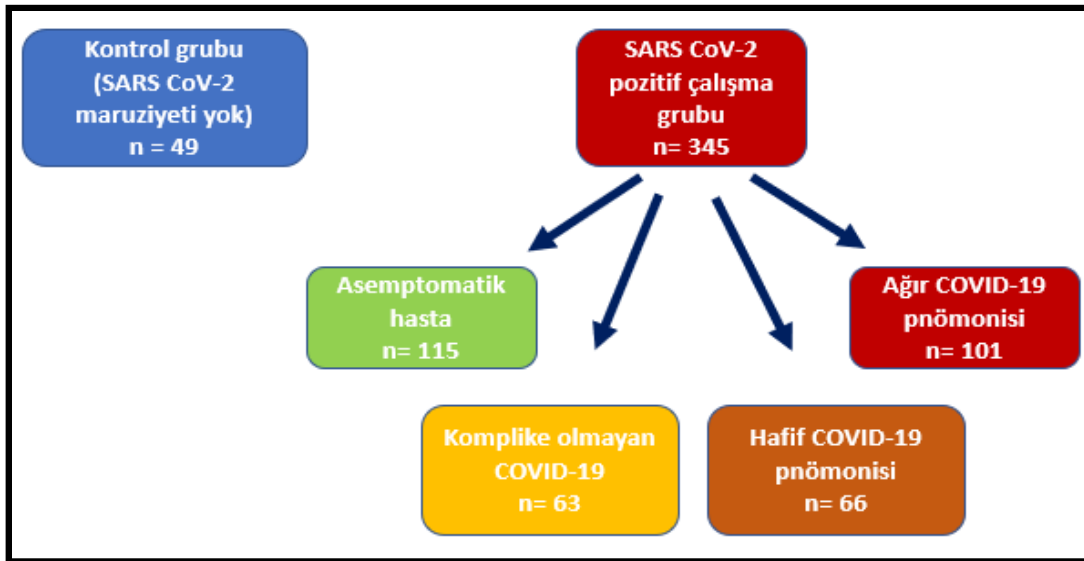 Kontrol grubu
(SARS CoV-2
maruziyeti yok)
n = 49
SARS CoV-2
pozitif çalışma
grubu
n= 345
Asemptomatik
hasta
n= 115
Ağır COVID-19
pnömonisi
n= 101
Komplike olmayan
COVID-19
n= 63
Hafif COVID-19
pnömonisi
n= 66